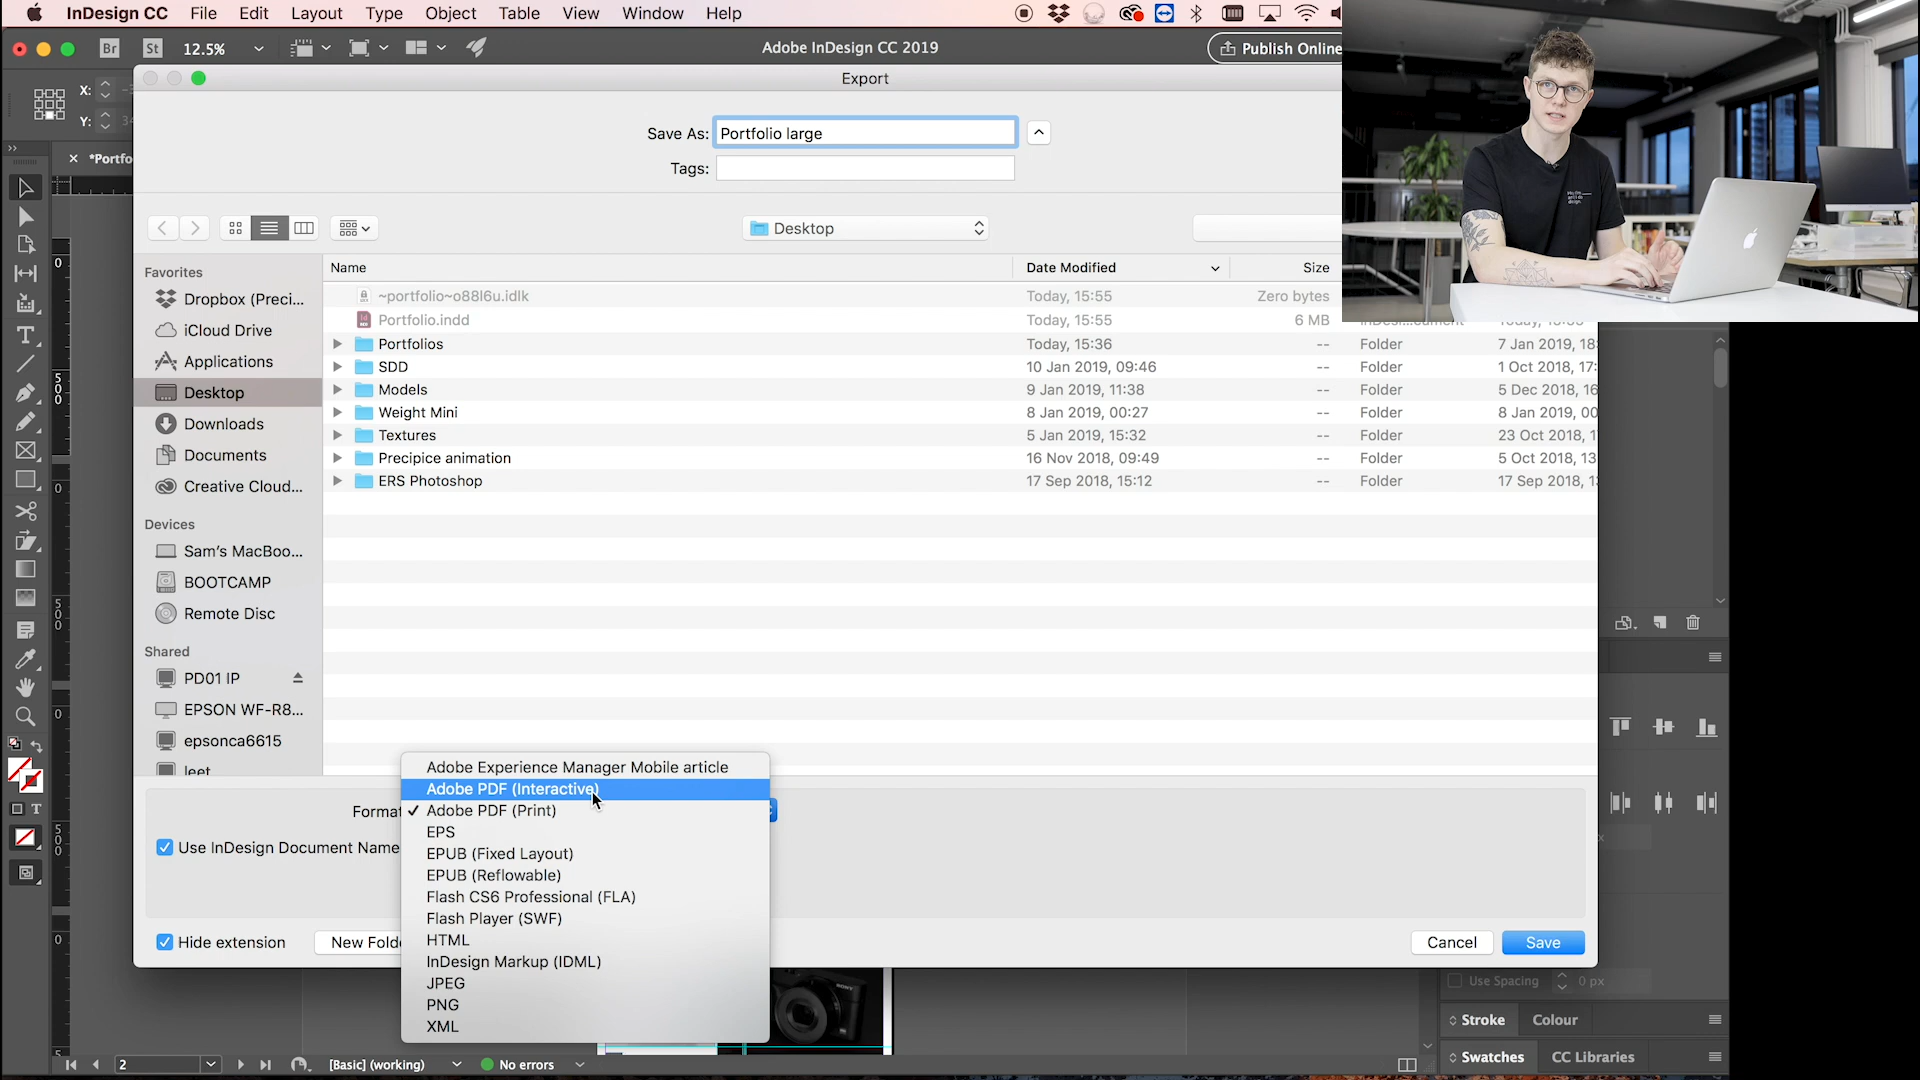 InDesign CC File Edit Layout Type Object Table View Window Help
Br St 12.5% Adobe InDesign CC 2019 Publish Online
Export
X:
Y:
Save As: Portfolio large
Tags:
*Portfo
Desktop
Favorites
Dropbox (Preci...
iCloud Drive
Applications
Desktop
Downloads
Documents
Creative Cloud...
Devices
Sam's MacBoo...
BOOTCAMP
Remote Disc
Shared
PD01 IP
EPSON WF-R8...
epsonca6615
leet
Name Date Modified Size
~portfolio~o88l6u.idlk Today, 15:55 Zero bytes
Portfolio.indd Today, 15:55 6 MB
Portfolios Today, 15:36 -- Folder 7 Jan 2019, 18:
SDD 10 Jan 2019, 09:46 -- Folder 1 Oct 2018, 17:
Models 9 Jan 2019, 11:38 -- Folder 5 Dec 2018, 16
Weight Mini 8 Jan 2019, 00:27 -- Folder 8 Jan 2019, 00
Textures 5 Jan 2019, 15:32 -- Folder 23 Oct 2018, 1
Precipice animation 16 Nov 2018, 09:49 -- Folder 5 Oct 2018, 13
ERS Photoshop 17 Sep 2018, 15:12 -- Folder 17 Sep 2018, 1
Format
Adobe Experience Manager Mobile article
Adobe PDF (Interactive)
Adobe PDF (Print)
EPS
EPUB (Fixed Layout)
EPUB (Reflowable)
Flash CS6 Professional (FLA)
Flash Player (SWF)
HTML
InDesign Markup (IDML)
JPEG
PNG
XML
Use InDesign Document Name
Hide extension New Folde
Cancel Save
SONY
Use Spacing 0 px
Stroke Colour
Swatches CC Libraries
2 [Basic] (working) No errors